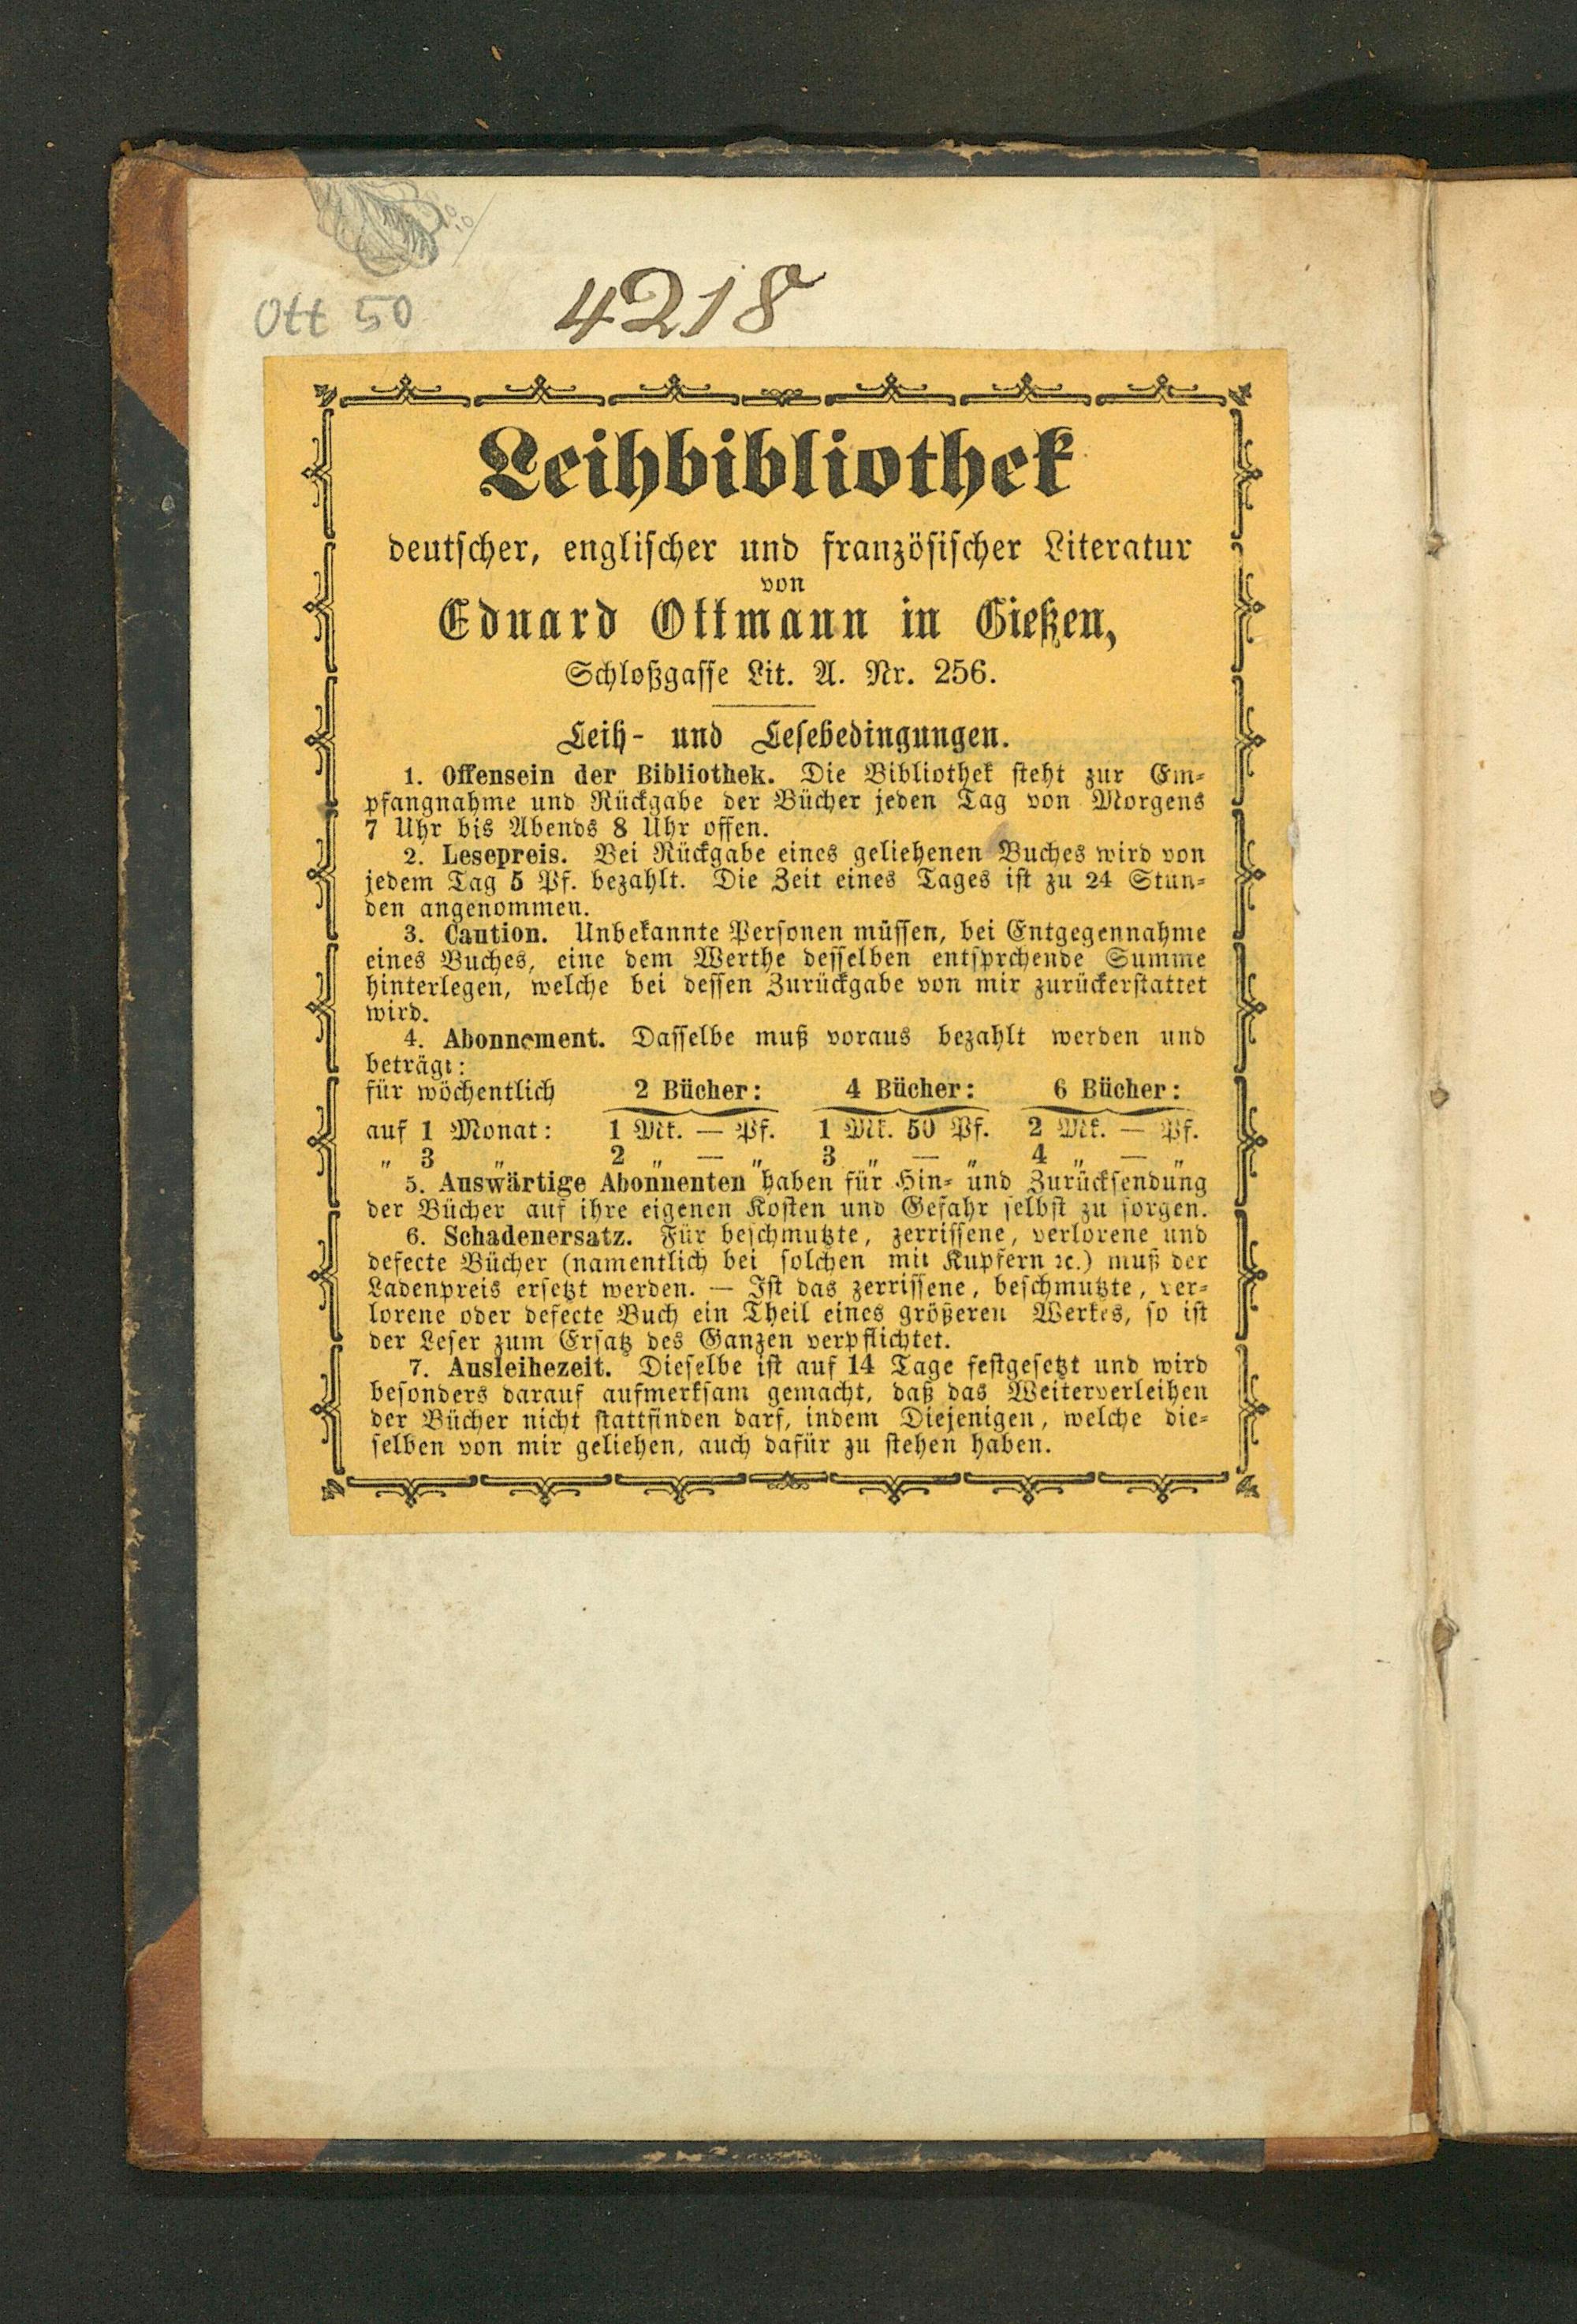 Ott 50
4218
Leihbibliothek
deutscher, englischer und französischer Literatur
von
Eduard Ottmann in Gießen,
Schloßgasse Lit. A. Nr. 256.
Leih- und Lesebedingungen.
1. Offensein der Bibliothek. Die Bibliothek steht zur Em-
pfangnahme und Rückgabe der Bücher jeden Tag von Morgens
7 Uhr bis Abends 8 Uhr offen.
2. Lesepreis. Bei Rückgabe eines geliehenen Buches wird von
jedem Tag 5 Pf. bezahlt. Die Zeit eines Tages ist zu 24 Stun-
den angenommen.
3. Caution. Unbekannte Personen müssen, bei Entgegennahme
eines Buches, eine dem Werthe desselben entsprchende Summe
hinterlegen, welche bei dessen Zurückgabe von mir zurückerstattet
wird.
4. Abonnement. Dasselbe muß voraus bezahlt werden und
beträgt:
für wöchentlich 2 Bücher: 4 Bücher: 6 Bücher:
auf 1 Monat: 1 Mk. — Pf. 1 Mk. 50 Pf. 2 Mk. — Pf.
„ 3 „ 2 „ — „ 3 „ — „ 4 „ — „
5. Auswärtige Abonnenten haben für Hin- und Zurücksendung
der Bücher auf ihre eigenen Kosten und Gefahr selbst zu sorgen.
6. Schadenersatz. Für beschmutzte, zerrissene, verlorene und
defecte Bücher (namentlich bei solchen mit Kupfern ꝛc.) muß der
Ladenpreis ersetzt werden. — Ist das zerrissene, beschmutzte, ver-
lorene oder defecte Buch ein Theil eines größeren Werkes, so ist
der Leser zum Ersatz des Ganzen verpflichtet.
7. Ausleihezeit. Dieselbe ist auf 14 Tage festgesetzt und wird
besonders darauf aufmerksam gemacht, daß das Weiterverleihen
der Bücher nicht stattfinden darf, indem Diejenigen, welche die-
selben von mir geliehen, auch dafür zu stehen haben.